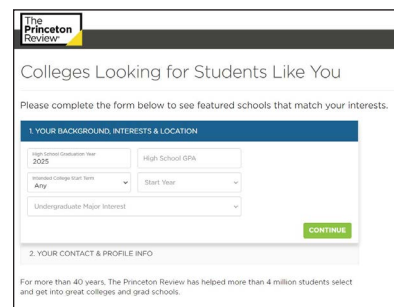 The
Princeton
Review®
Colleges Looking for Students Like You
Please complete the form below to see featured schools that match your interests.
1. YOUR BACKGROUND, INTERESTS & LOCATION
High School Graduation Year
2025
High School GPA
Intended College Start Term
Any
Start Year
Undergraduate Major Interest
CONTINUE
2. YOUR CONTACT & PROFILE INFO
For more than 40 years, The Princeton Review has helped more than 4 million students select
and get into great colleges and grad schools.